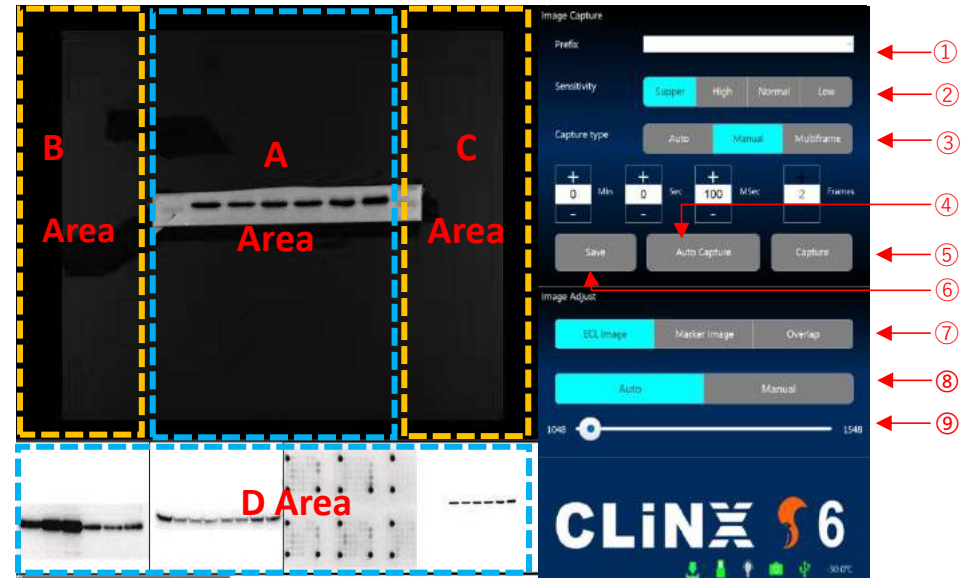 B
Area
A
Area
C
Area
D Area
Image Capture
Prefix
①
Sensitivity
Supper High Normal Low
②
Capture type
Auto Manual Multiframe
③
+ + + +
0 Min 0 Sec 100 MSec 2 Frames
- - - -
④
Save Auto Capture Capture
⑤
⑥
Image Adjust
ECL Image Marker Image Overlap
⑦
Auto Manual
⑧
1048 1548
⑨
CLiNX S 6
-30.0℃